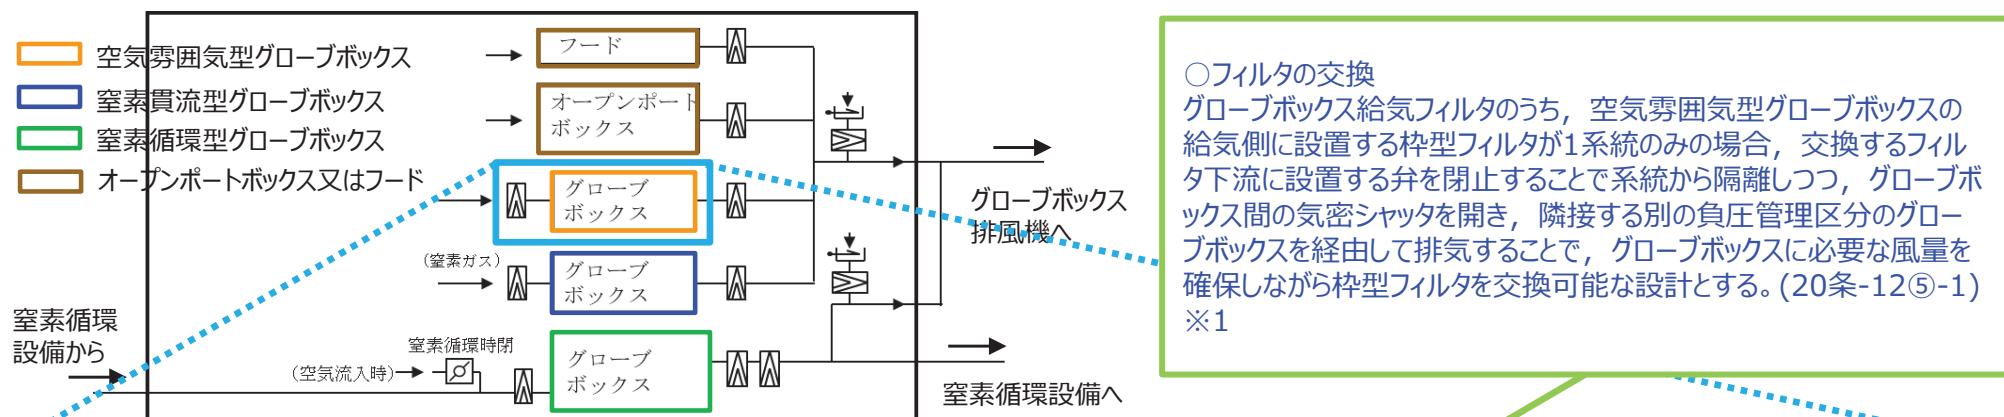 空気雰囲気型グローブボックス
窒素貫流型グローブボックス
窒素循環型グローブボックス
オープンポートボックス又はフード
フード
オープンポート
ボックス
グローブ
ボックス
(窒素ガス)
グローブ
ボックス
窒素循環
設備から
窒素循環時閉
(空気流入時)
グローブ
ボックス
グローブボックス
排風機へ
窒素循環設備へ
○フィルタの交換
グローブボックス給気フィルタのうち，空気雰囲気型グローブボックスの
給気側に設置する枠型フィルタが1系統のみの場合，交換するフィル
タ下流に設置する弁を閉止することで系統から隔離しつつ，グローブボ
ックス間の気密シャッタを開き，隣接する別の負圧管理区分のグロー
ブボックスを経由して排気することで，グローブボックスに必要な風量を
確保しながら枠型フィルタを交換可能な設計とする。(20条-12⑤-1)
※1